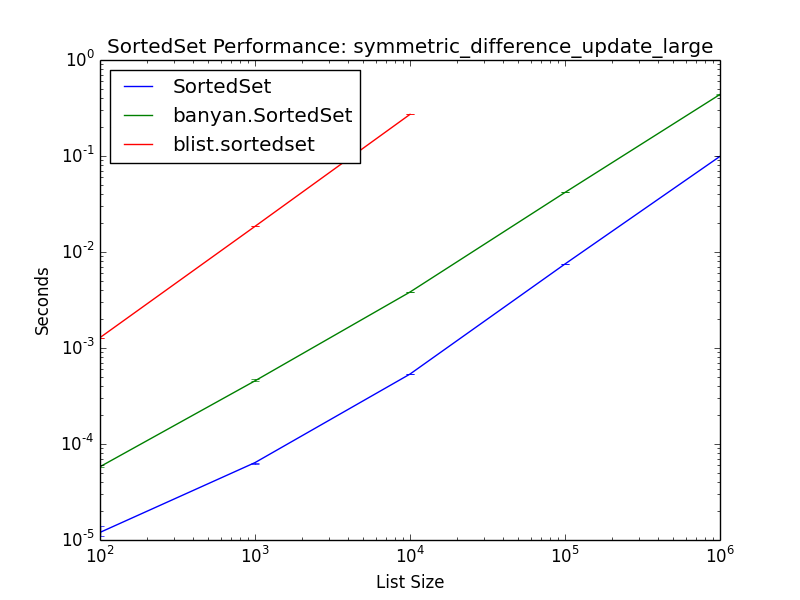 SortedSet Performance: symmetric_difference_update_large
SortedSet
banyan.SortedSet
blist.sortedset
10^0
10^-1
10^-2
10^-3
10^-4
10^-5
Seconds
10^2 10^3 10^4 10^5 10^6
List Size